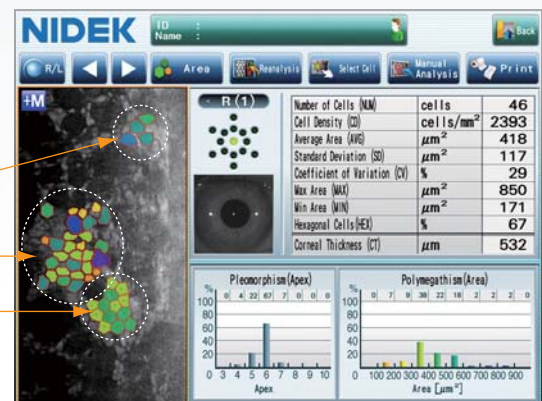 NIDEK
ID :
Name :
Back
R/L
Area
Reanalysis
Select Cell
Manual Analysis
Print
+M
R (1)
Number of Cells (NUM) cells 46
Cell Density (CD) cells/mm² 2393
Average Area (AVG) μm² 418
Standard Deviation (SD) μm² 117
Coefficient of Variation (CV) % 29
Max Area (MAX) μm² 850
Min Area (MIN) μm² 171
Hexagonal Cells (HEX) % 67
Corneal Thickness (CT) μm 532
Pleomorphism (Apex)
%
0 4 22 67 7 0 0 0
100
80
60
40
20
0 3 4 5 6 7 8 9 10
Apex
Polymegathism (Area)
%
0 7 9 38 22 18 2 2 2 0
100
80
60
40
20
0 100 200 300 400 500 600 700 800 900
Area [μm²]